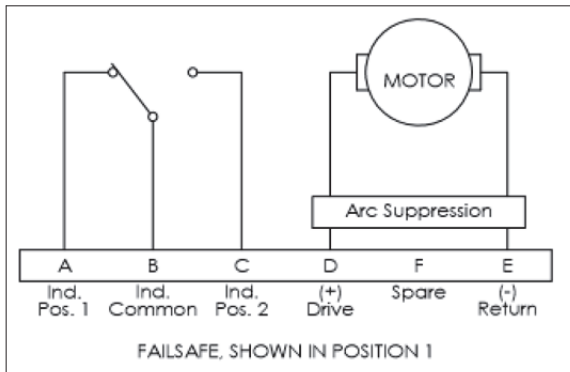 MOTOR
Arc Suppression
A B C D F E
Ind. Pos. 1 Ind. Common Ind. Pos. 2 (+) Drive Spare (-) Return
FAILSAFE, SHOWN IN POSITION 1